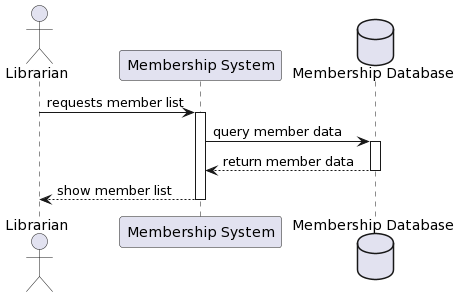 Librarian
Membership System
Membership Database
requests member list
query member data
return member data
show member list
Librarian
Membership System
Membership Database